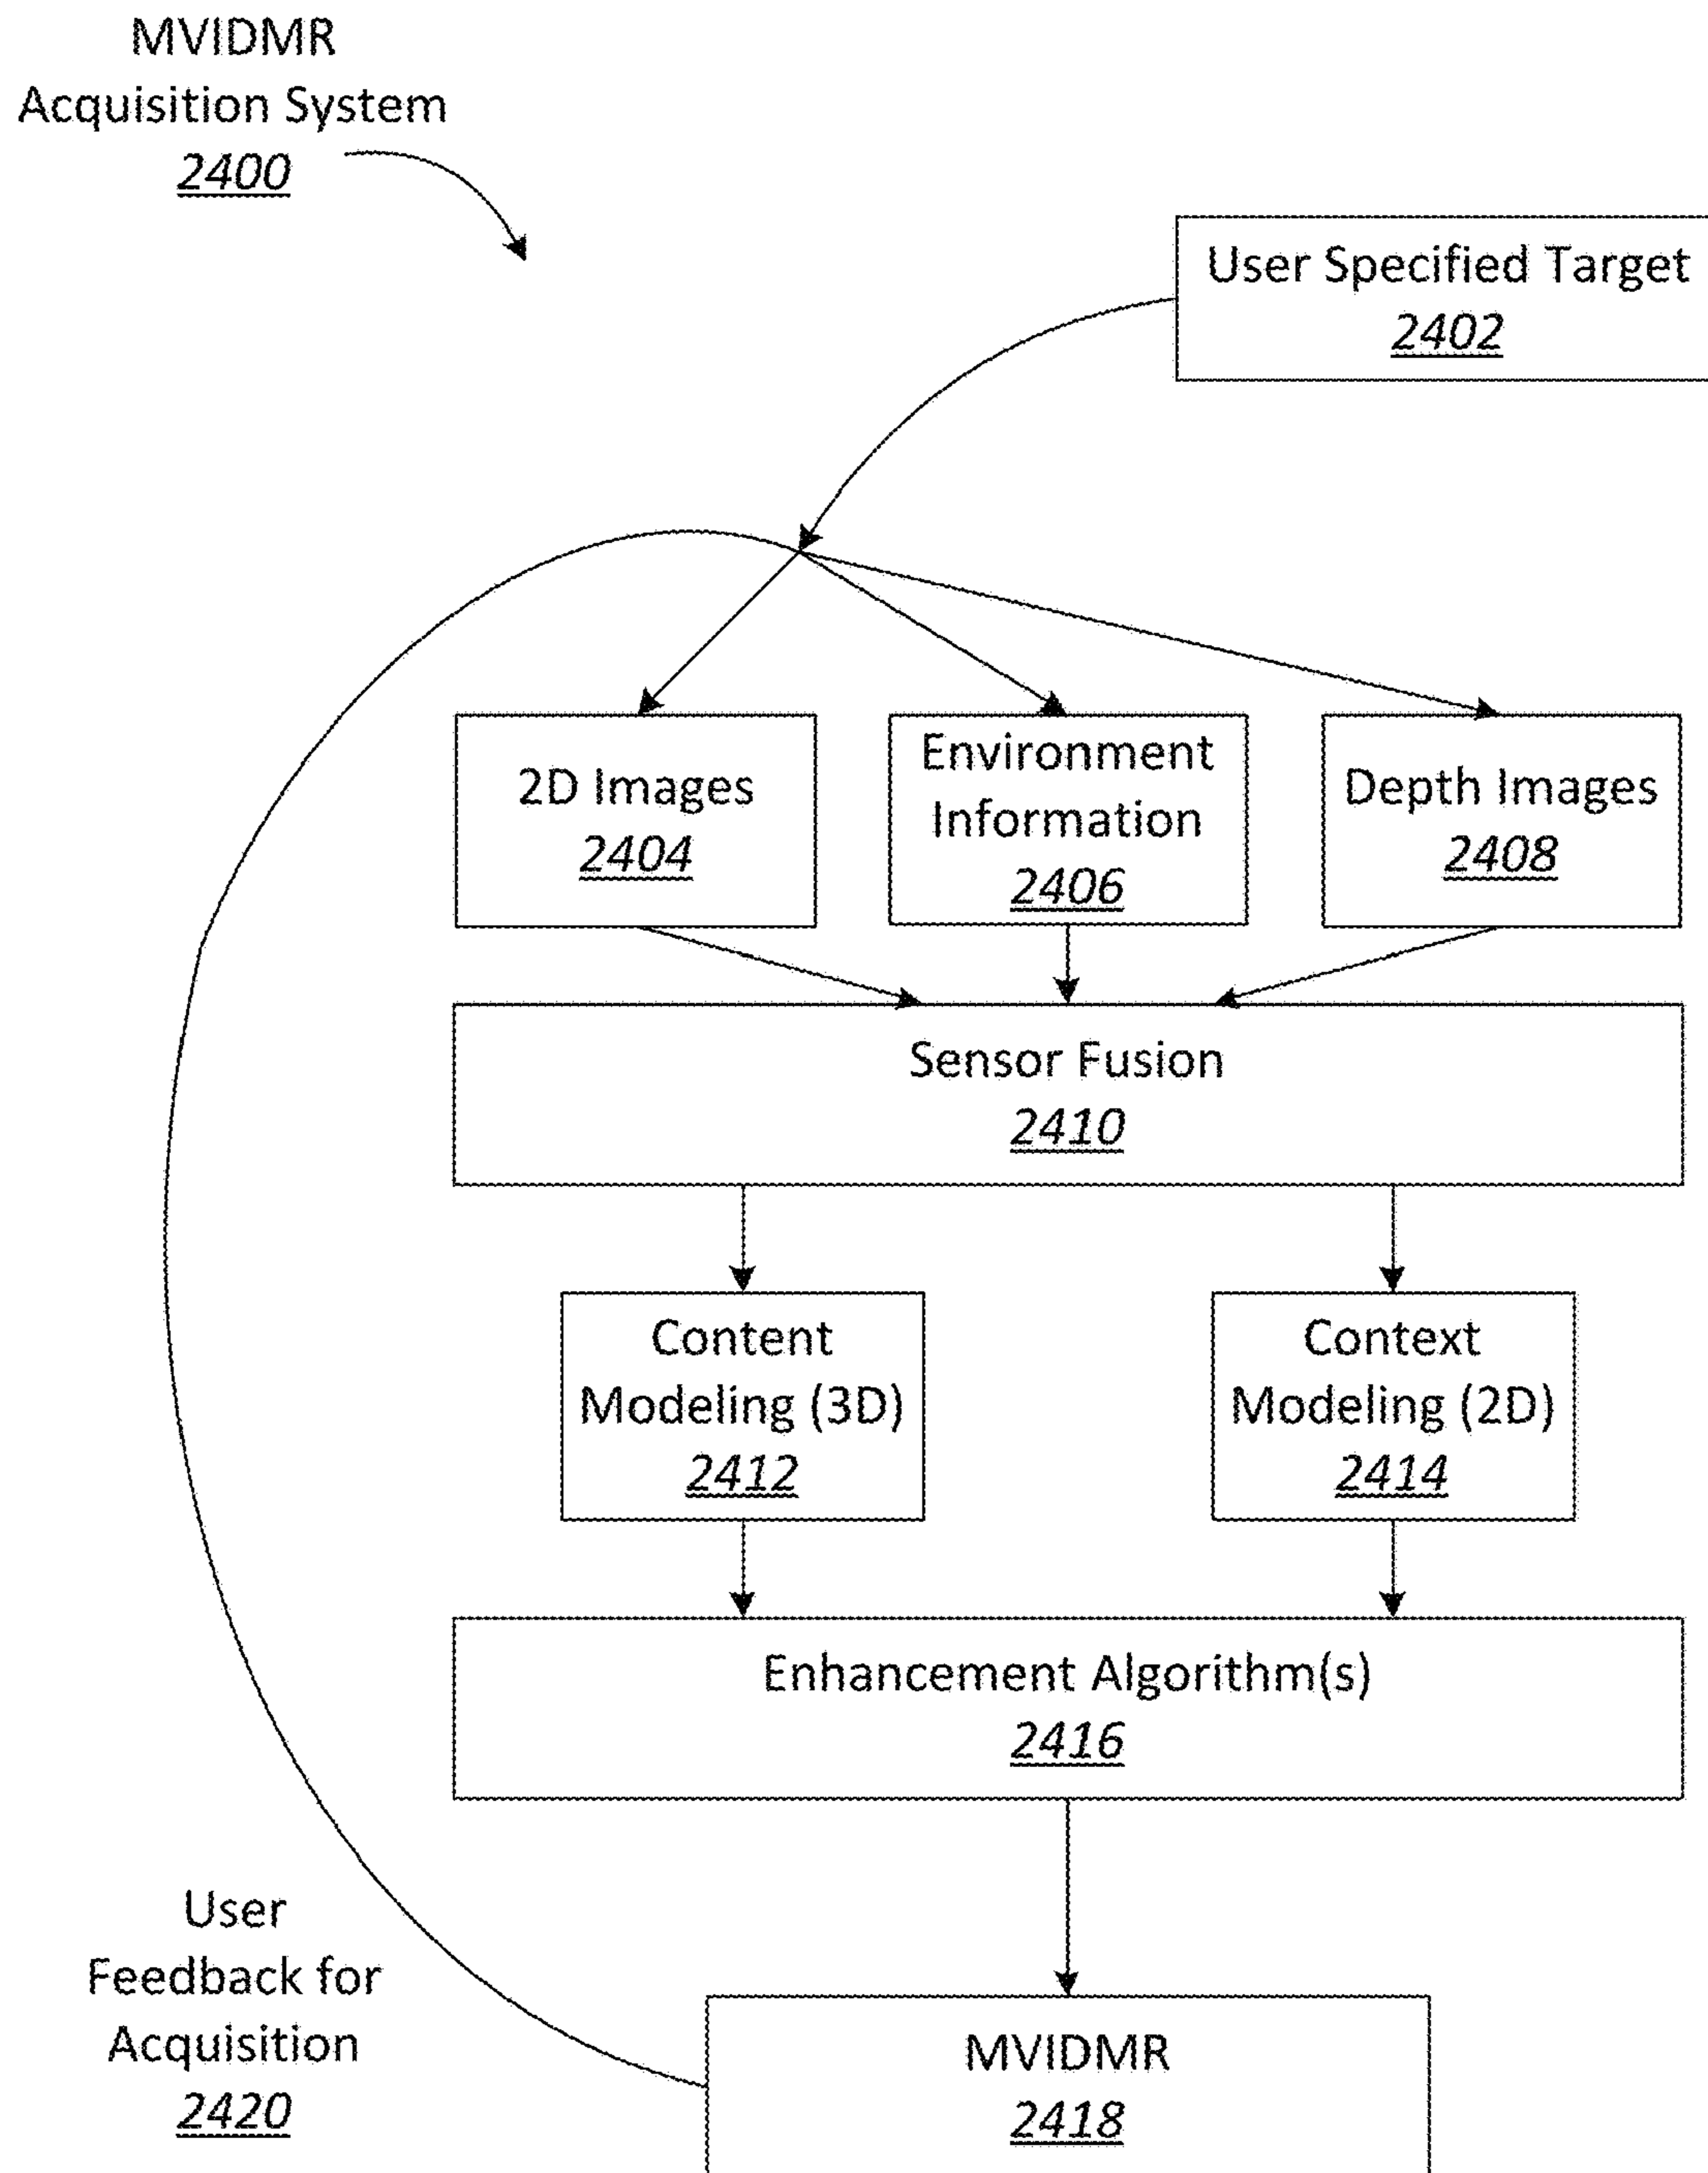 MVIDMR
Acquisition System
2400
User Specified Target
2402
2D Images
2404
Environment
Information
2406
Depth Images
2408
Sensor Fusion
2410
Content
Modeling (3D)
2412
Context
Modeling (2D)
2414
Enhancement Algorithm(s)
2416
User
Feedback for
Acquisition
2420
MVIDMR
2418